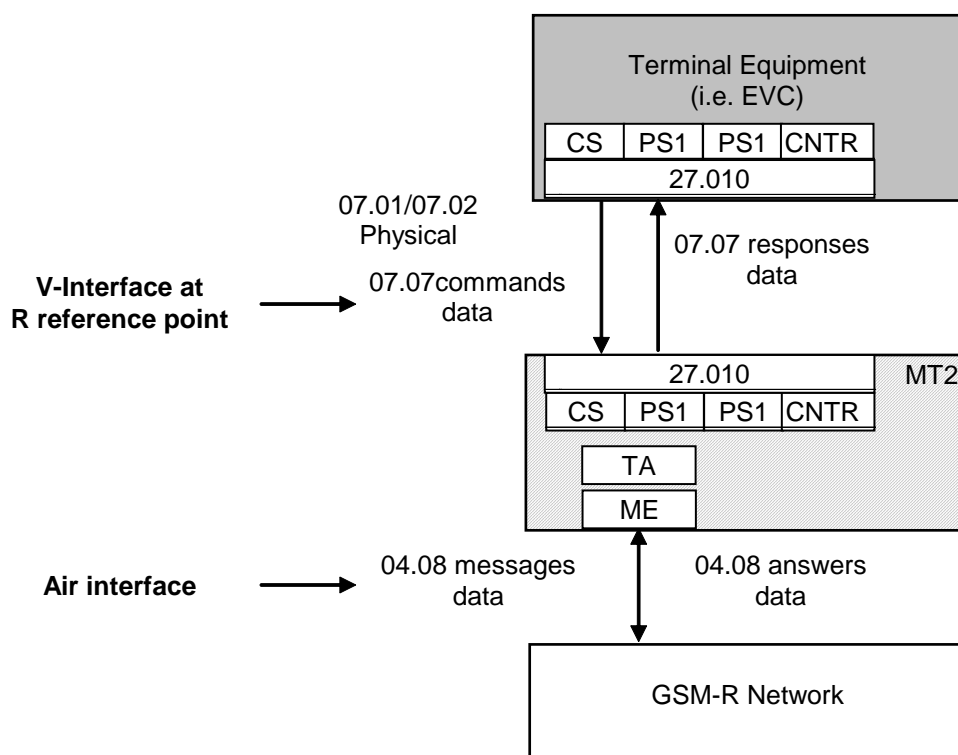 Terminal Equipment
(i.e. EVC)
CS PS1 PS1 CNTR
27.010
07.01/07.02
Physical
07.07 responses
data
07.07commands
data
V-Interface at
R reference point
27.010
MT2
CS PS1 PS1 CNTR
TA
ME
04.08 messages
data
04.08 answers
data
Air interface
GSM-R Network